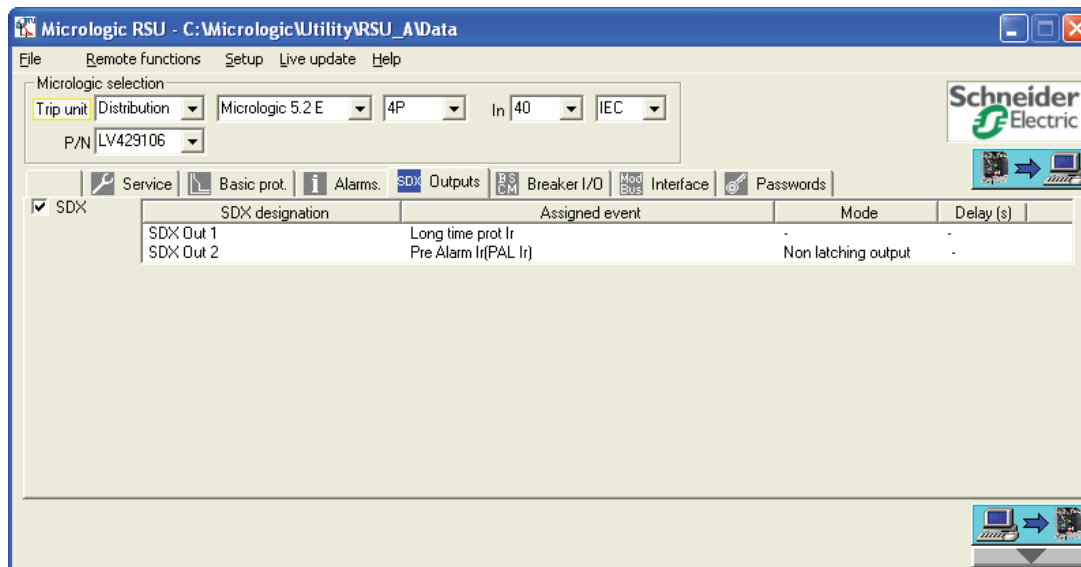 Micrologic RSU - C:\Micrologic\Utility\RSU_A\Data
File Remote functions Setup Live update Help
Micrologic selection
Trip unit Distribution Micrologic 5.2 E 4P In 40 IEC
P/N LV429106
Schneider
Electric
Service Basic prot. i Alarms. SDX Outputs BSCM Breaker I/O Mod Bus Interface Passwords
SDX SDX designation Assigned event Mode Delay (s)
SDX Out 1 Long time prot Ir - -
SDX Out 2 Pre Alarm Ir(PAL Ir) Non latching output -